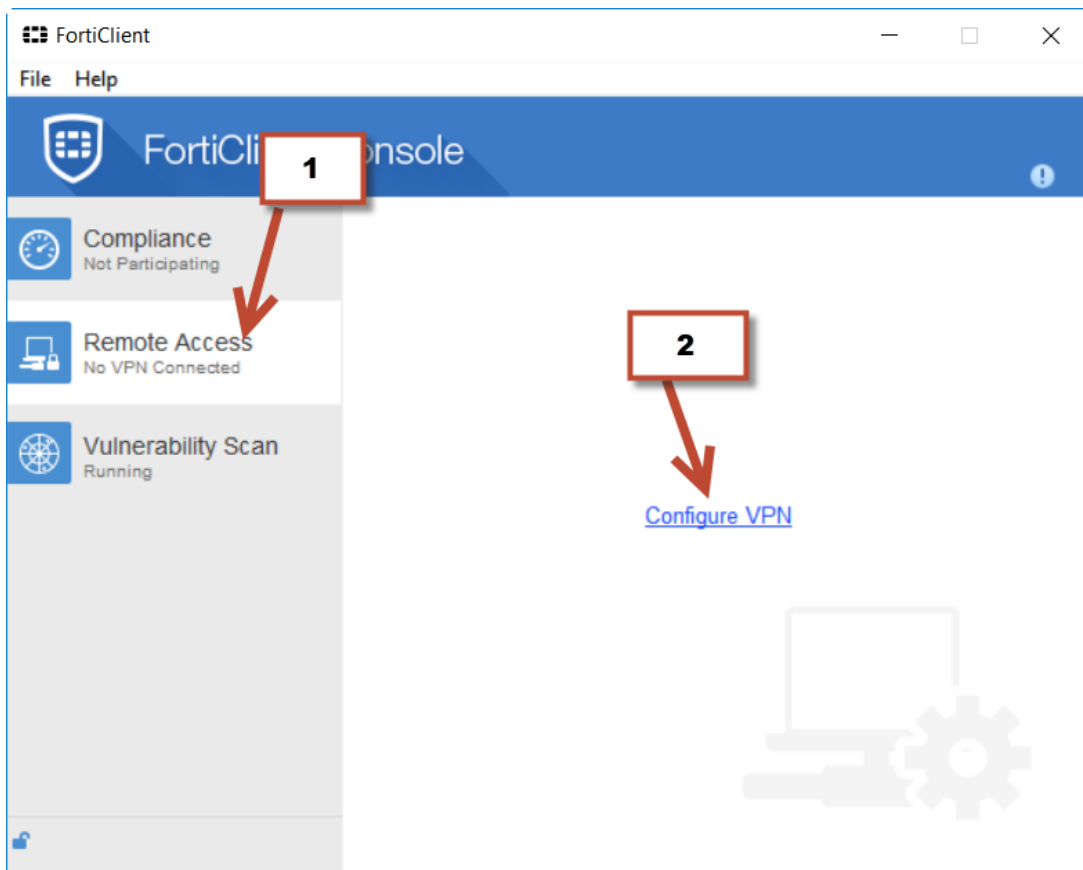 FortiClient
File Help
FortiCli onsole
1
Compliance
Not Participating
Remote Access
No VPN Connected
2
Vulnerability Scan
Running
Configure VPN